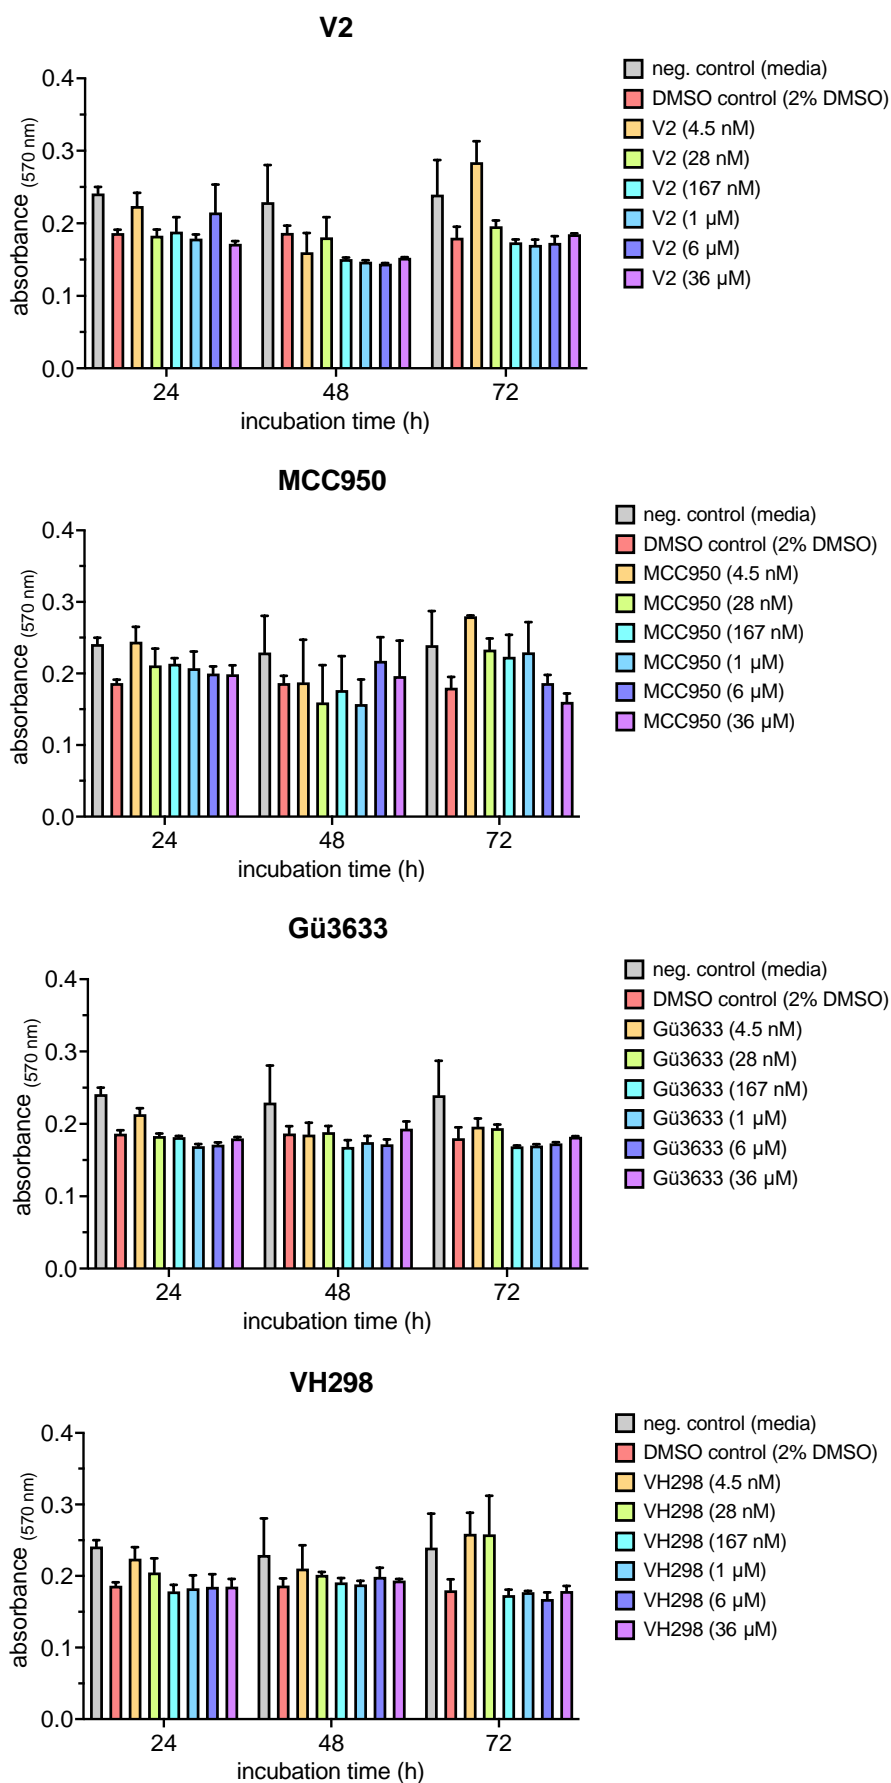 V2
0.4
0.3
0.2
0.1
0.0
absorbance (570 nm)
24
48
72
incubation time (h)
neg. control (media)
DMSO control (2% DMSO)
V2 (4.5 nM)
V2 (28 nM)
V2 (167 nM)
V2 (1 µM)
V2 (6 µM)
V2 (36 µM)
MCC950
0.4
0.3
0.2
0.1
0.0
absorbance (570 nm)
24
48
72
incubation time (h)
neg. control (media)
DMSO control (2% DMSO)
MCC950 (4.5 nM)
MCC950 (28 nM)
MCC950 (167 nM)
MCC950 (1 µM)
MCC950 (6 µM)
MCC950 (36 µM)
Gü3633
0.4
0.3
0.2
0.1
0.0
absorbance (570 nm)
24
48
72
incubation time (h)
neg. control (media)
DMSO control (2% DMSO)
Gü3633 (4.5 nM)
Gü3633 (28 nM)
Gü3633 (167 nM)
Gü3633 (1 µM)
Gü3633 (6 µM)
Gü3633 (36 µM)
VH298
0.4
0.3
0.2
0.1
0.0
absorbance (570 nm)
24
48
72
incubation time (h)
neg. control (media)
DMSO control (2% DMSO)
VH298 (4.5 nM)
VH298 (28 nM)
VH298 (167 nM)
VH298 (1 µM)
VH298 (6 µM)
VH298 (36 µM)